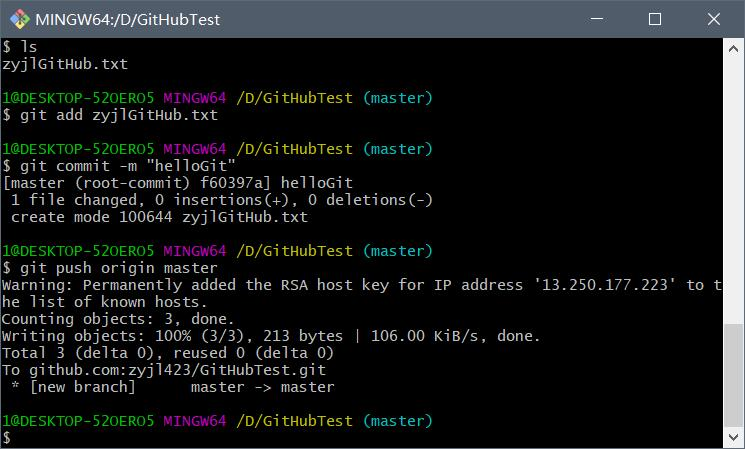 MINGW64:/D/GitHubTest
$ ls
zyjlGitHub.txt
1@DESKTOP-52OERO5 MINGW64 /D/GitHubTest (master)
$ git add zyjlGitHub.txt
1@DESKTOP-52OERO5 MINGW64 /D/GitHubTest (master)
$ git commit -m "helloGit"
[master (root-commit) f60397a] helloGit
 1 file changed, 0 insertions(+), 0 deletions(-)
 create mode 100644 zyjlGitHub.txt
1@DESKTOP-52OERO5 MINGW64 /D/GitHubTest (master)
$ git push origin master
Warning: Permanently added the RSA host key for IP address '13.250.177.223' to t
he list of known hosts.
Counting objects: 3, done.
Writing objects: 100% (3/3), 213 bytes | 106.00 KiB/s, done.
Total 3 (delta 0), reused 0 (delta 0)
To github.com:zyjl423/GitHubTest.git
 * [new branch]      master -> master
1@DESKTOP-52OERO5 MINGW64 /D/GitHubTest (master)
$